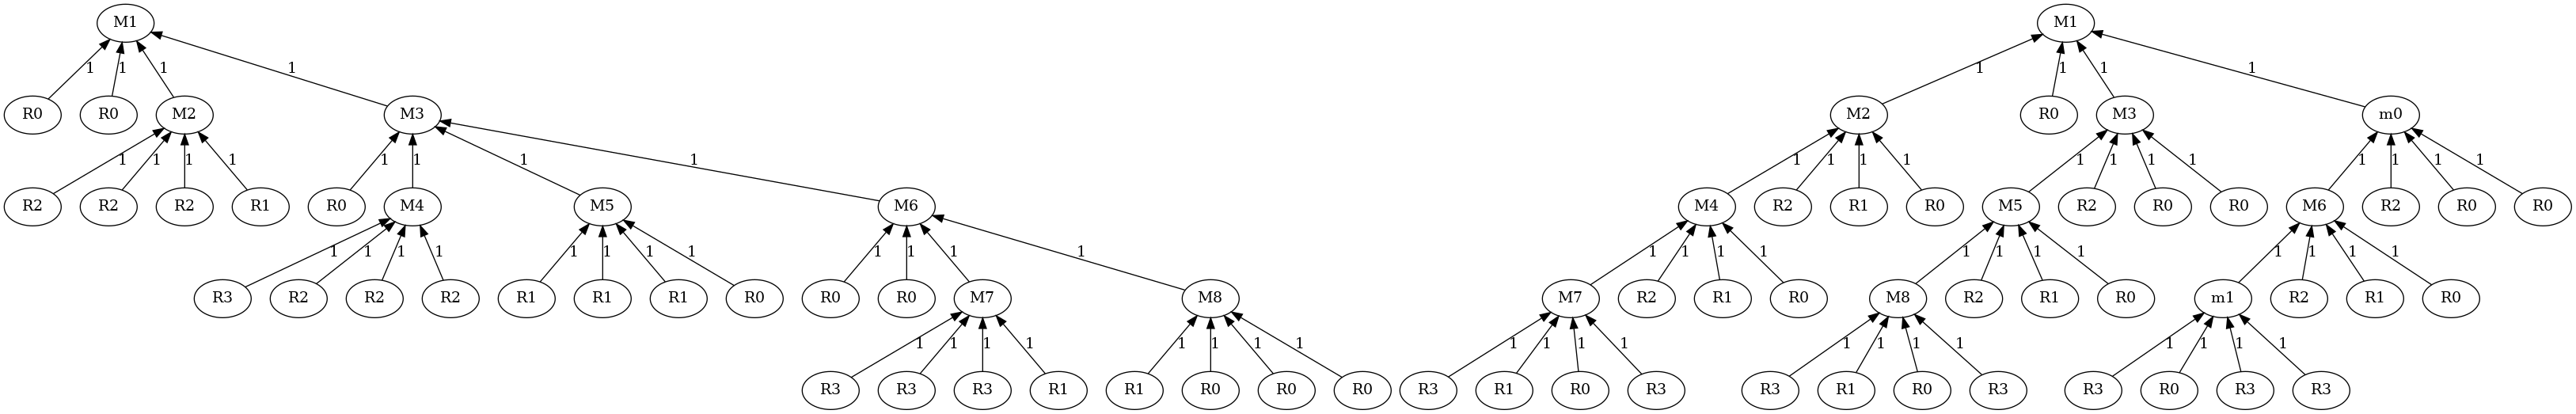 M1 M1
1 1 1 1 1 1 1 1
R0 R0 M2 M3 M2 R0 M3 m0
1 1 1 1 1 1 1 1 1 1 1 1 1 1 1 1 1 1 1 1
R2 R2 R2 R1 R0 M4 M5 M6 M4 R2 R1 R0 M5 R2 R0 R0 M6 R2 R0 R0
1 1 1 1 1 1 1 1 1 1 1 1 1 1 1 1 1 1 1 1 1 1 1 1
R3 R2 R2 R2 R1 R1 R1 R0 R0 R0 M7 M8 M7 R2 R1 R0 M8 R2 R1 R0 m1 R2 R1 R0
1 1 1 1 1 1 1 1 1 1 1 1 1 1 1 1 1 1 1 1
R3 R3 R3 R1 R1 R0 R0 R0 R3 R1 R0 R3 R3 R1 R0 R3 R3 R0 R3 R3